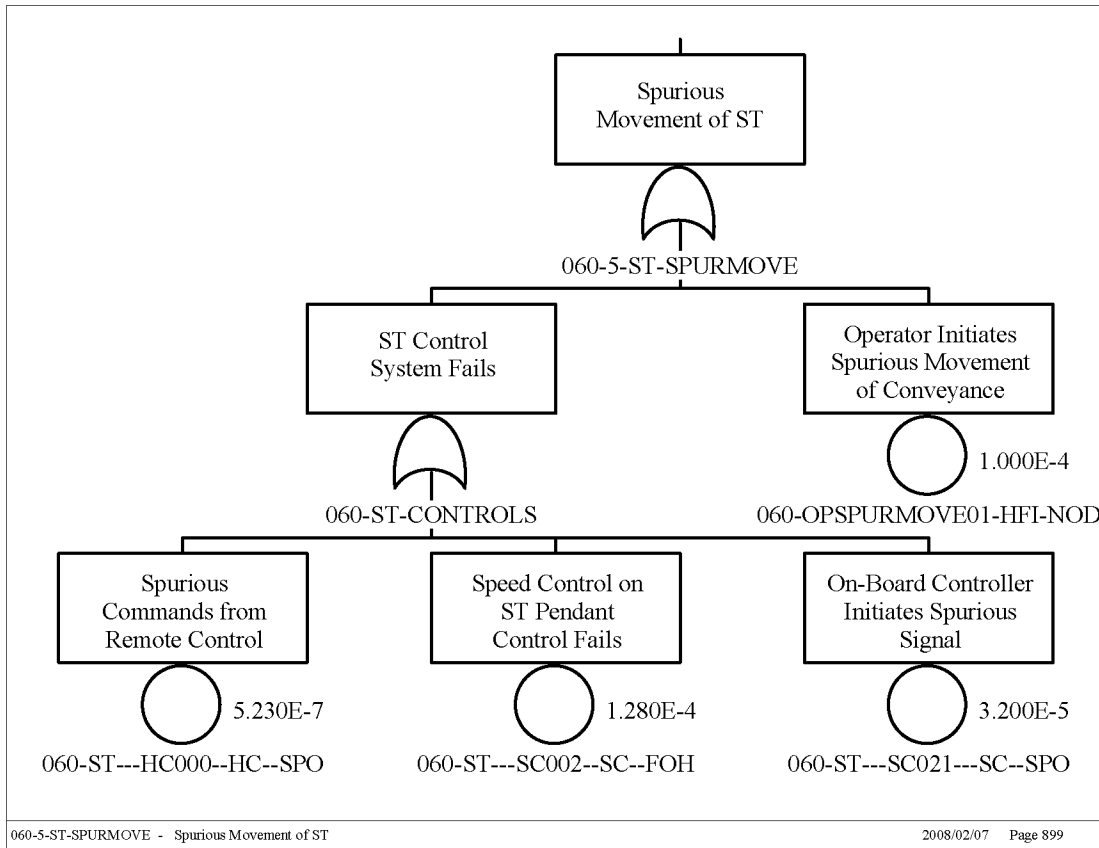 Spurious
Movement of ST
060-5-ST-SPURMOVE
ST Control
System Fails
Operator Initiates
Spurious Movement
of Conveyance
1.000E-4
060-ST-CONTROLS
060-OPSPURMOVE01-HFI-NOD
Spurious
Commands from
Remote Control
Speed Control on
ST Pendant
Control Fails
On-Board Controller
Initiates Spurious
Signal
5.230E-7
1.280E-4
3.200E-5
060-ST---HC000--HC--SPO
060-ST---SC002--SC--FOH
060-ST---SC021---SC--SPO
060-5-ST-SPURMOVE - Spurious Movement of ST
2008/02/07 Page 899